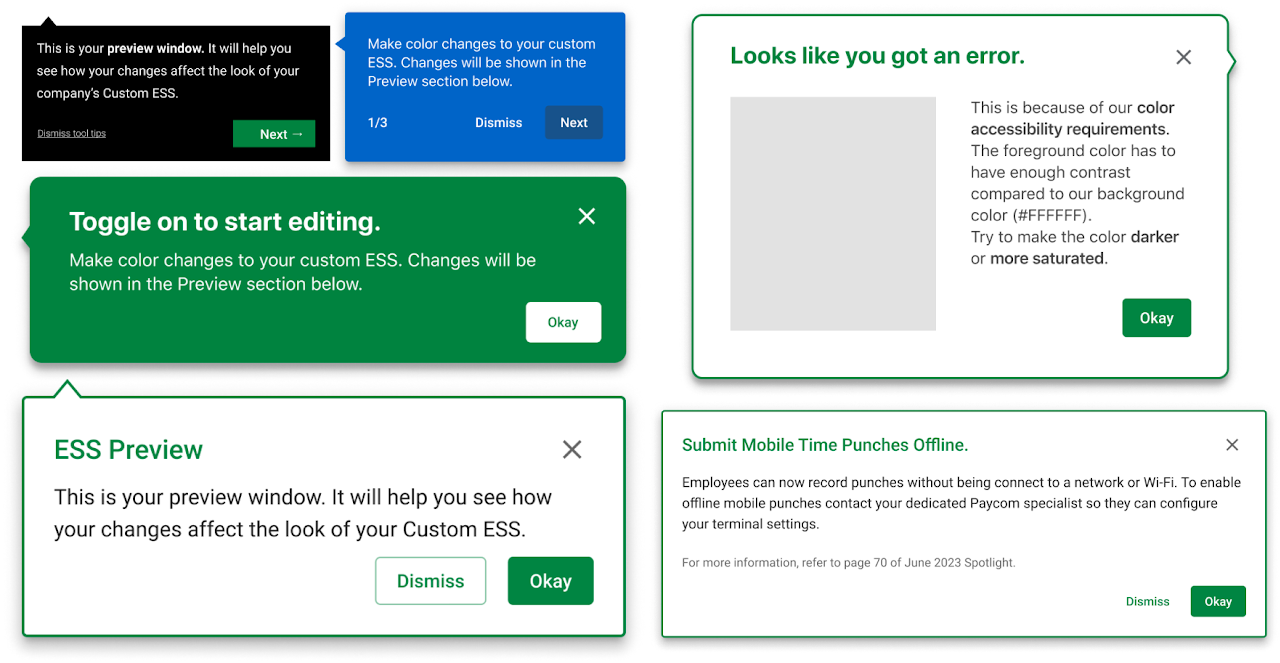 This is your preview window. It will help you
see how your changes affect the look of your
company's Custom ESS.
Dismiss tool tips
Next →
Make color changes to your custom
ESS. Changes will be shown in the
Preview section below.
1/3
Dismiss
Next
Toggle on to start editing.
Make color changes to your custom ESS. Changes will be
shown in the Preview section below.
Okay
ESS Preview
This is your preview window. It will help you see how
your changes affect the look of your Custom ESS.
Dismiss
Okay
Looks like you got an error.
This is because of our color
accessibility requirements.
The foreground color has to
have enough contrast
compared to our background
color (#FFFFFF).
Try to make the color darker
or more saturated.
Okay
Submit Mobile Time Punches Offline.
Employees can now record punches without being connect to a network or Wi-Fi. To enable
offline mobile punches contact your dedicated Paycom specialist so they can configure
your terminal settings.
For more information, refer to page 70 of June 2023 Spotlight.
Dismiss
Okay